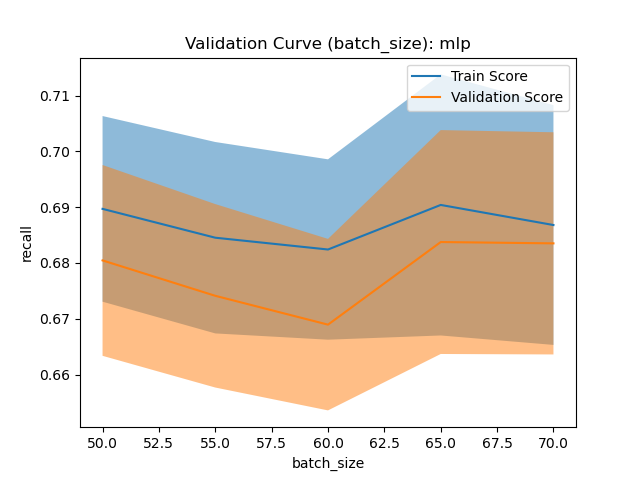 Validation Curve (batch_size): mlp
Train Score
Validation Score
0.71
0.70
0.69
0.68
0.67
0.66
recall
50.0 52.5 55.0 57.5 60.0 62.5 65.0 67.5 70.0
batch_size